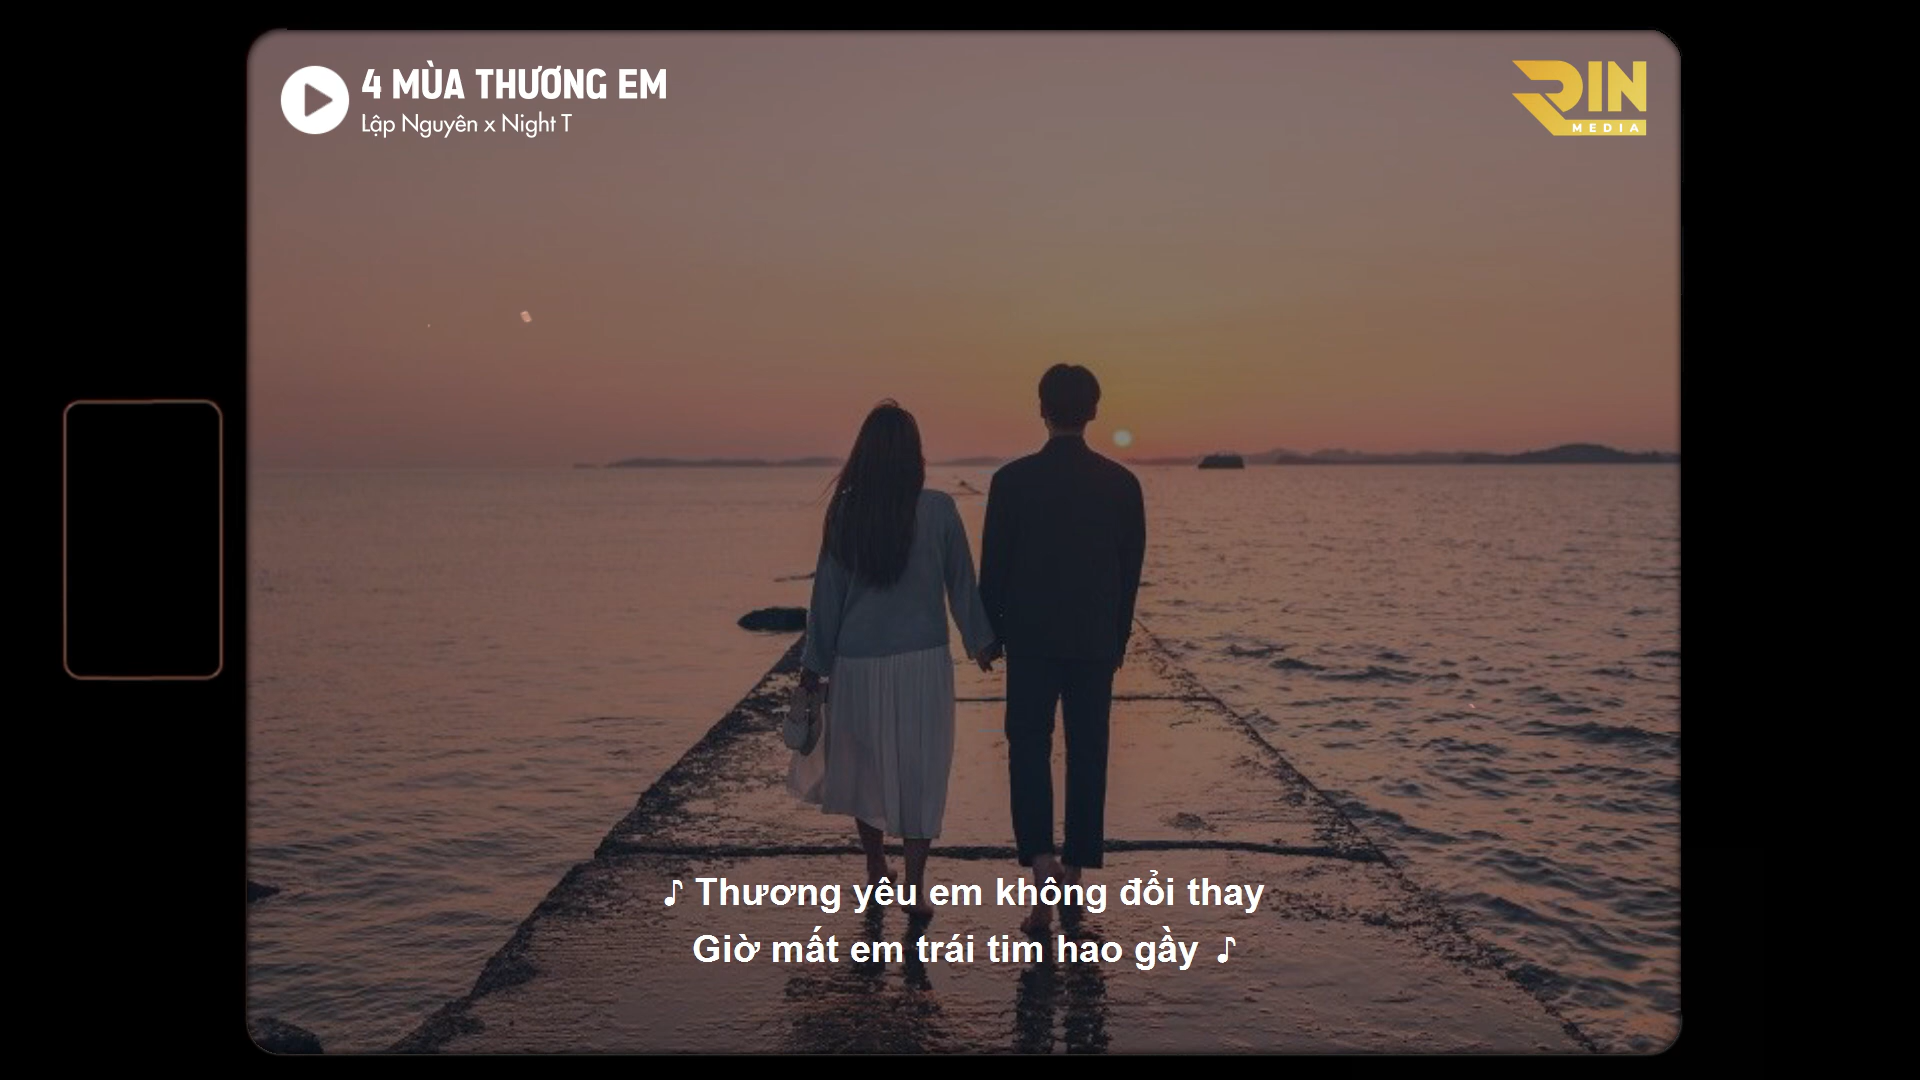 4 MÙA THƯƠNG EM
Lập Nguyên x Night T
RIN
MEDIA
♪ Thương yêu em không đổi thay
Giờ mất em trái tim hao gầy ♪